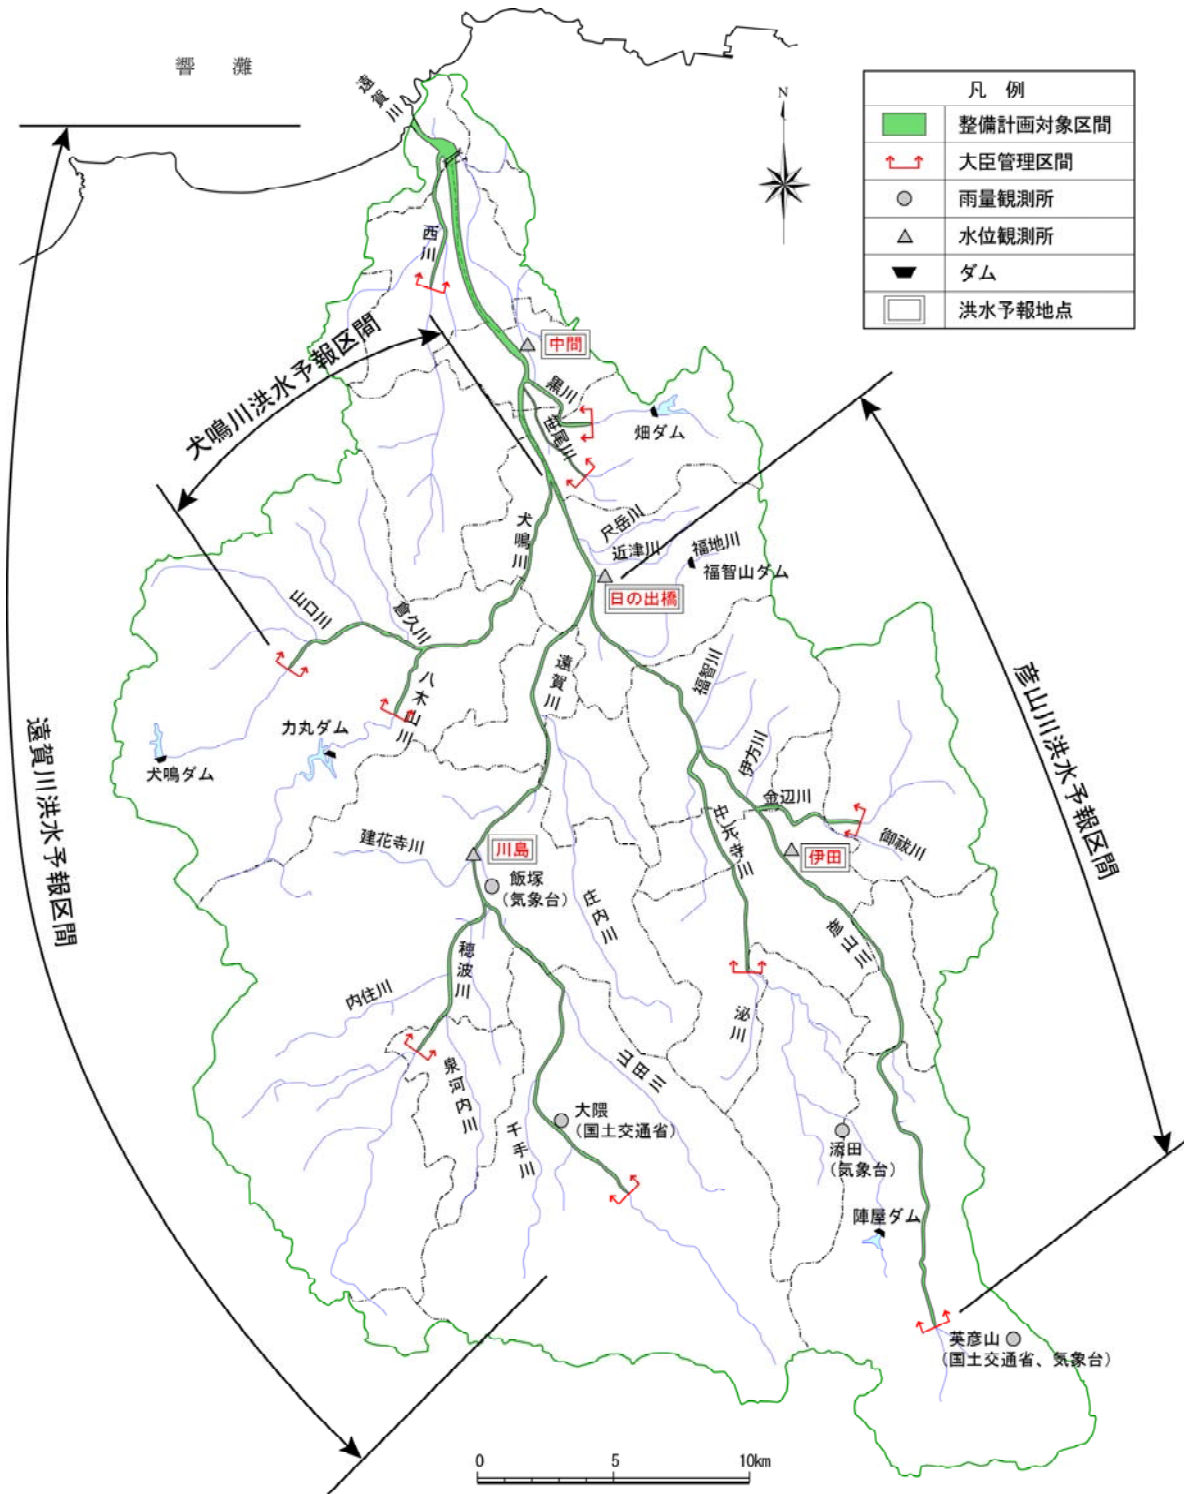 響 灘
遠賀川
凡 例
整備計画対象区間
大臣管理区間
雨量観測所
水位観測所
ダム
洪水予報地点
N
西川
中間
犬鳴川洪水予報区間
黒川
笹尾川
畑ダム
犬鳴川
尺岳川
近津川
福地川
福智山ダム
日の出橋
山口川
倉久川
八木山川
遠賀川
福智川
彦山川洪水予報区間
遠賀川洪水予報区間
力丸ダム
犬鳴ダム
伊方川
金辺川
御祓川
中元寺川
建花寺川
川島
伊田
飯塚
(気象台)
庄内川
彦山川
穂波川
内住川
泌川
泉河内川
山田川
千手川
大隈
(国土交通省)
添田
(気象台)
陣屋ダム
英彦山
(国土交通省、気象台)
0 5 10km